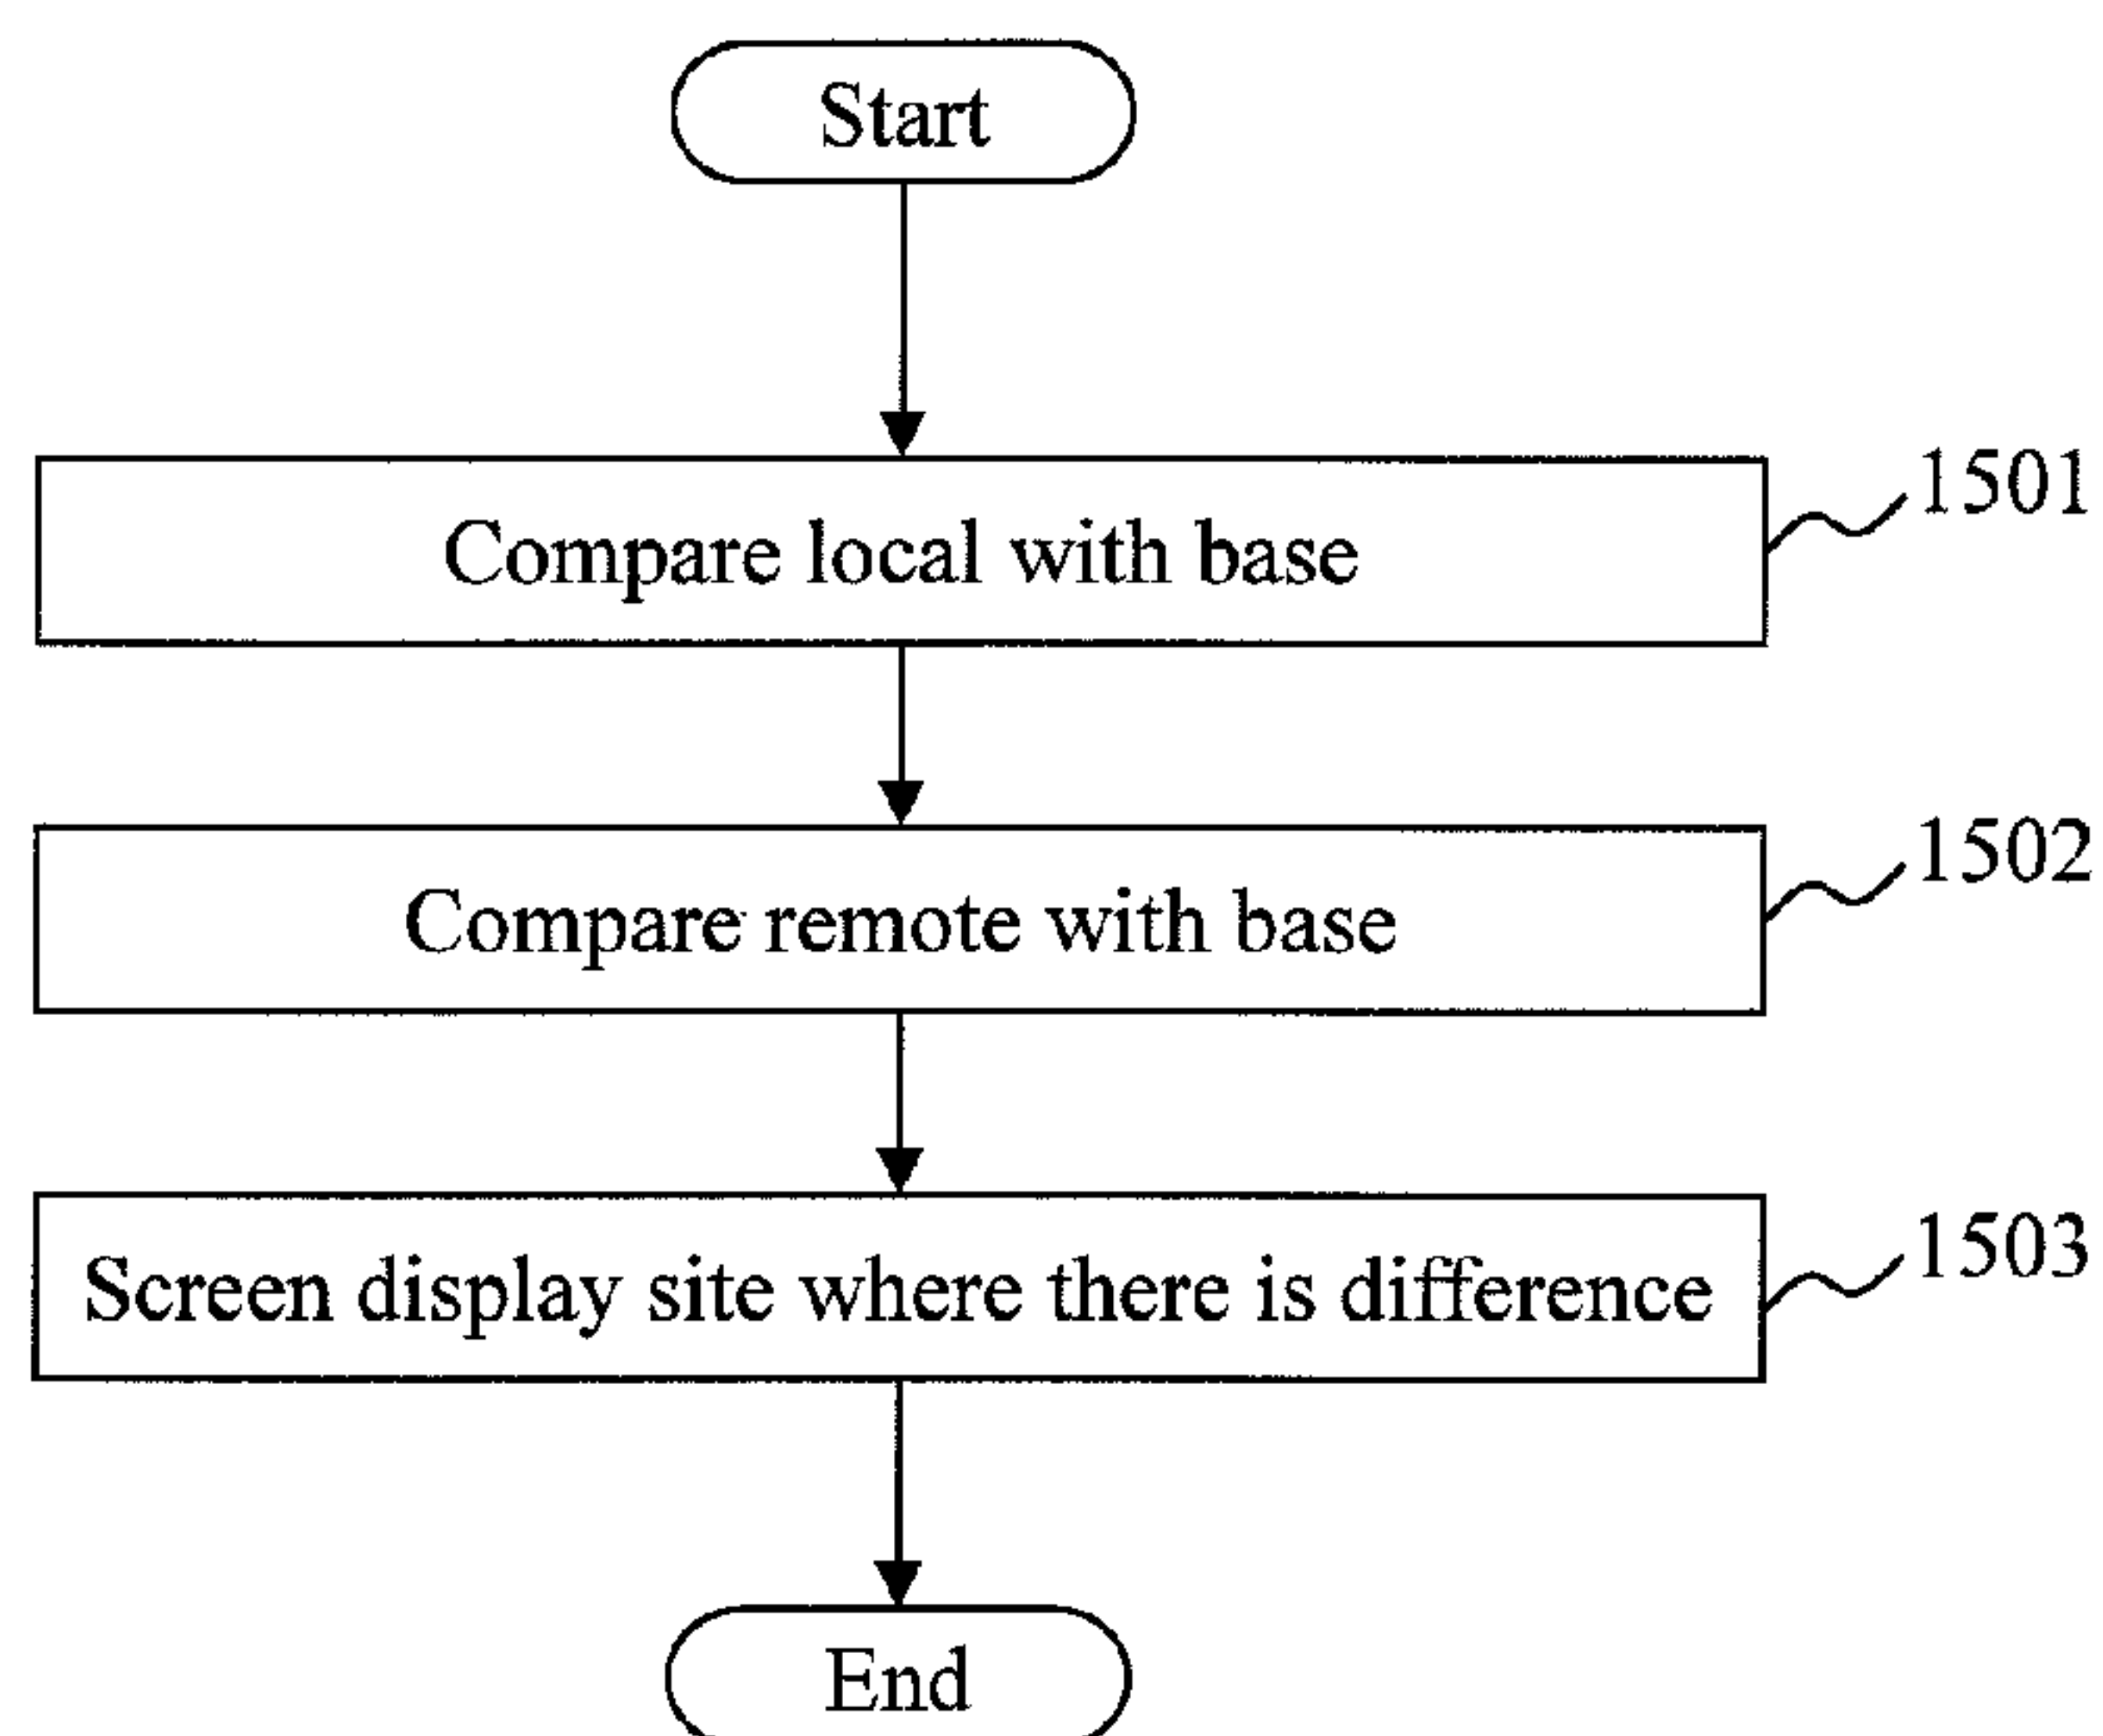 Start
Compare local with base
1501
Compare remote with base
1502
Screen display site where there is difference
1503
End